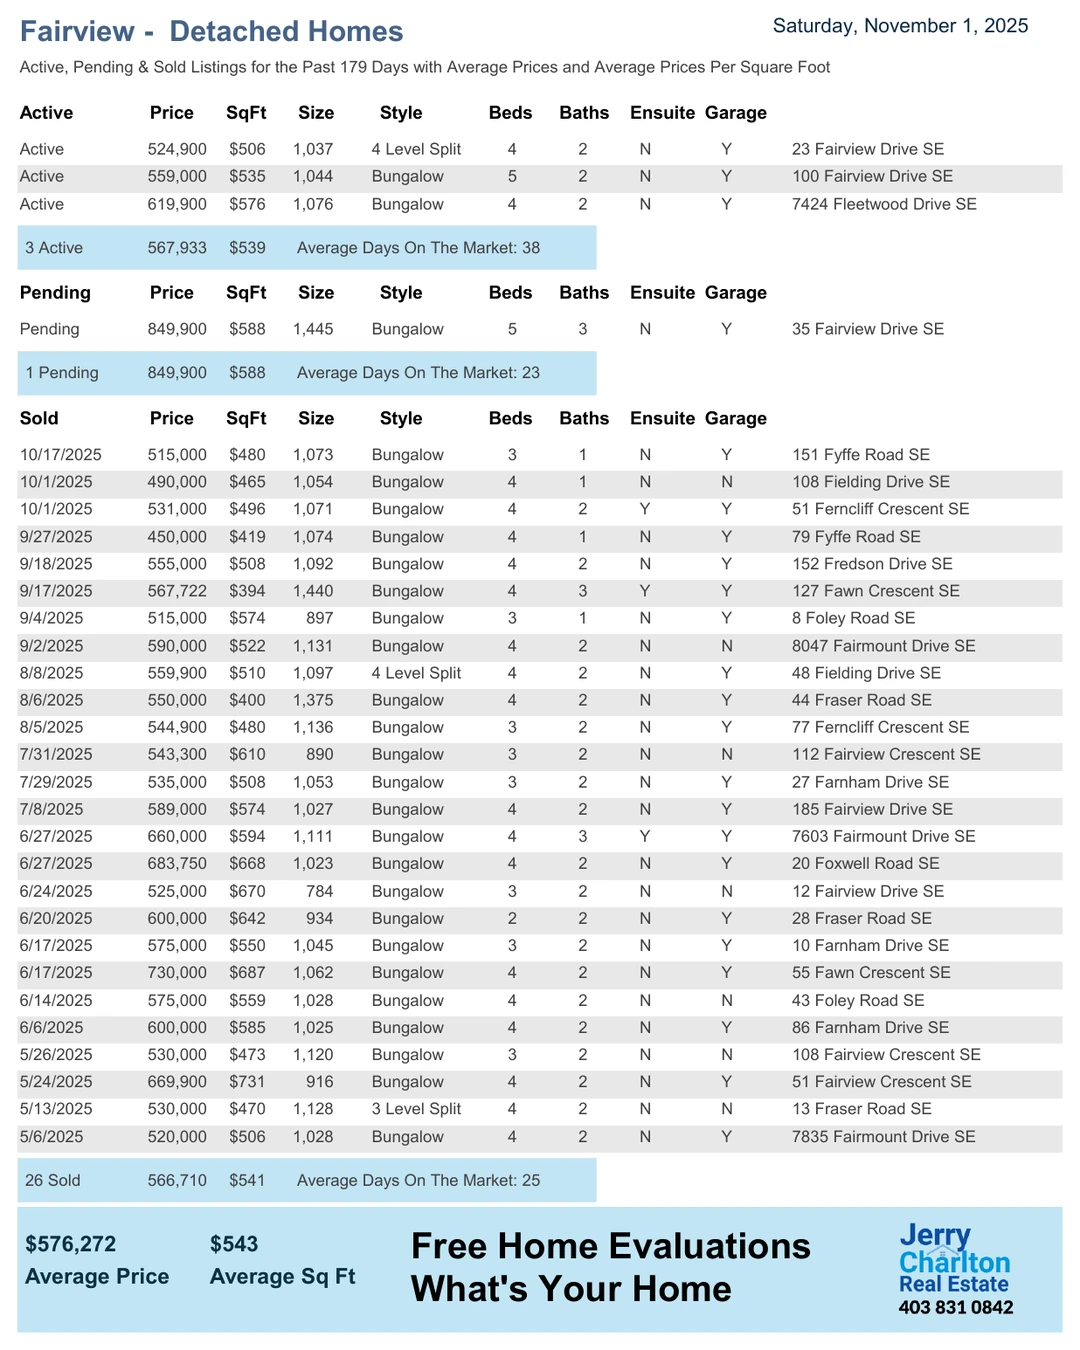 Fairview -  Detached Homes
Saturday, November 1, 2025
Active, Pending & Sold Listings for the Past 179 Days with Average Prices and Average Prices Per Square Foot
Active Price SqFt Size Style Beds Baths Ensuite Garage
Active 524,900 $506 1,037 4 Level Split 4 2 N Y 23 Fairview Drive SE
Active 559,000 $535 1,044 Bungalow 5 2 N Y 100 Fairview Drive SE
Active 619,900 $576 1,076 Bungalow 4 2 N Y 7424 Fleetwood Drive SE
3 Active 567,933 $539 Average Days On The Market: 38
Pending Price SqFt Size Style Beds Baths Ensuite Garage
Pending 849,900 $588 1,445 Bungalow 5 3 N Y 35 Fairview Drive SE
1 Pending 849,900 $588 Average Days On The Market: 23
Sold Price SqFt Size Style Beds Baths Ensuite Garage
10/17/2025 515,000 $480 1,073 Bungalow 3 1 N Y 151 Fyffe Road SE
10/1/2025 490,000 $465 1,054 Bungalow 4 1 N N 108 Fielding Drive SE
10/1/2025 531,000 $496 1,071 Bungalow 4 2 Y Y 51 Ferncliff Crescent SE
9/27/2025 450,000 $419 1,074 Bungalow 4 1 N Y 79 Fyffe Road SE
9/18/2025 555,000 $508 1,092 Bungalow 4 2 N Y 152 Fredson Drive SE
9/17/2025 567,722 $394 1,440 Bungalow 4 3 Y Y 127 Fawn Crescent SE
9/4/2025 515,000 $574 897 Bungalow 3 1 N Y 8 Foley Road SE
9/2/2025 590,000 $522 1,131 Bungalow 4 2 N N 8047 Fairmount Drive SE
8/8/2025 559,900 $510 1,097 4 Level Split 4 2 N Y 48 Fielding Drive SE
8/6/2025 550,000 $400 1,375 Bungalow 4 2 N Y 44 Fraser Road SE
8/5/2025 544,900 $480 1,136 Bungalow 3 2 N Y 77 Ferncliff Crescent SE
7/31/2025 543,300 $610 890 Bungalow 3 2 N N 112 Fairview Crescent SE
7/29/2025 535,000 $508 1,053 Bungalow 3 2 N Y 27 Farnham Drive SE
7/8/2025 589,000 $574 1,027 Bungalow 4 2 N Y 185 Fairview Drive SE
6/27/2025 660,000 $594 1,111 Bungalow 4 3 Y Y 7603 Fairmount Drive SE
6/27/2025 683,750 $668 1,023 Bungalow 4 2 N Y 20 Foxwell Road SE
6/24/2025 525,000 $670 784 Bungalow 3 2 N N 12 Fairview Drive SE
6/20/2025 600,000 $642 934 Bungalow 2 2 N Y 28 Fraser Road SE
6/17/2025 575,000 $550 1,045 Bungalow 3 2 N Y 10 Farnham Drive SE
6/17/2025 730,000 $687 1,062 Bungalow 4 2 N Y 55 Fawn Crescent SE
6/14/2025 575,000 $559 1,028 Bungalow 4 2 N N 43 Foley Road SE
6/6/2025 600,000 $585 1,025 Bungalow 4 2 N Y 86 Farnham Drive SE
5/26/2025 530,000 $473 1,120 Bungalow 3 2 N N 108 Fairview Crescent SE
5/24/2025 669,900 $731 916 Bungalow 4 2 N Y 51 Fairview Crescent SE
5/13/2025 530,000 $470 1,128 3 Level Split 4 2 N N 13 Fraser Road SE
5/6/2025 520,000 $506 1,028 Bungalow 4 2 N Y 7835 Fairmount Drive SE
26 Sold 566,710 $541 Average Days On The Market: 25
$576,272 $543
Average Price Average Sq Ft
Free Home Evaluations
What's Your Home
Jerry
Charlton
Real Estate
403 831 0842